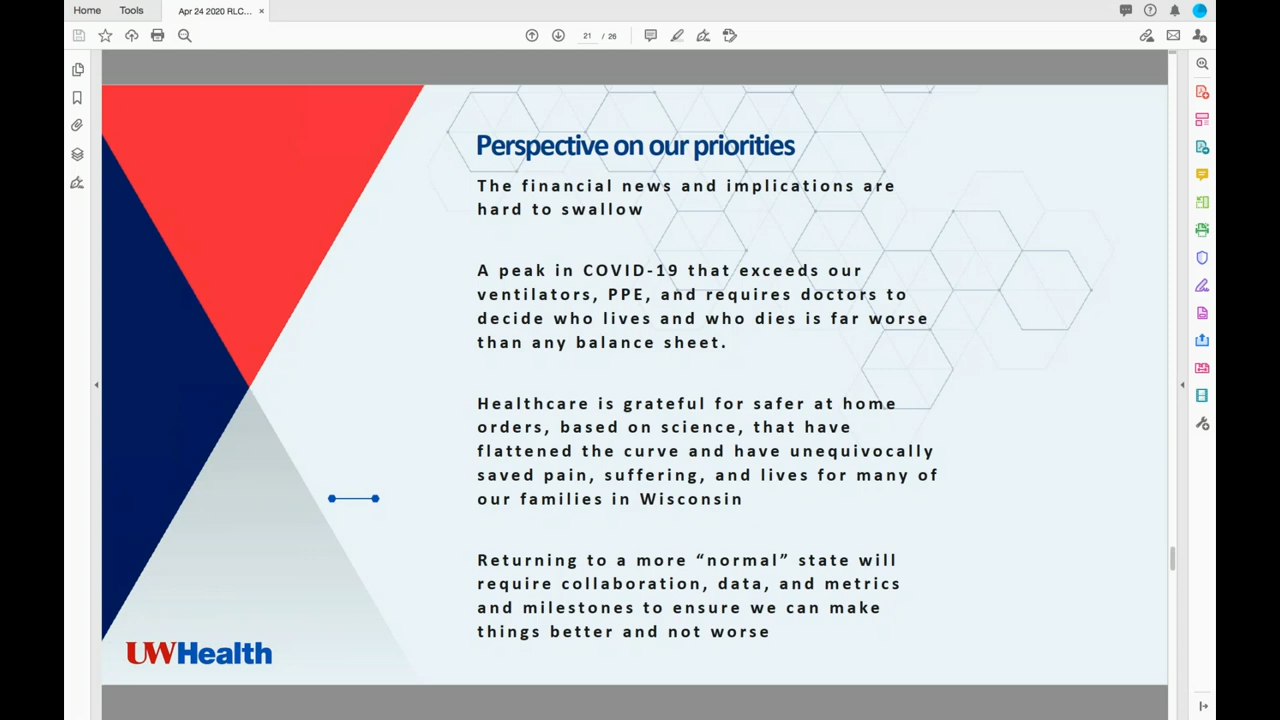 Home Tools Apr 24 2020 RLC... ×
21 / 26
Perspective on our priorities
The financial news and implications are
hard to swallow
A peak in COVID-19 that exceeds our
ventilators, PPE, and requires doctors to
decide who lives and who dies is far worse
than any balance sheet.
Healthcare is grateful for safer at home
orders, based on science, that have
flattened the curve and have unequivocally
saved pain, suffering, and lives for many of
our families in Wisconsin
Returning to a more “normal” state will
require collaboration, data, and metrics
and milestones to ensure we can make
things better and not worse
UWHealth